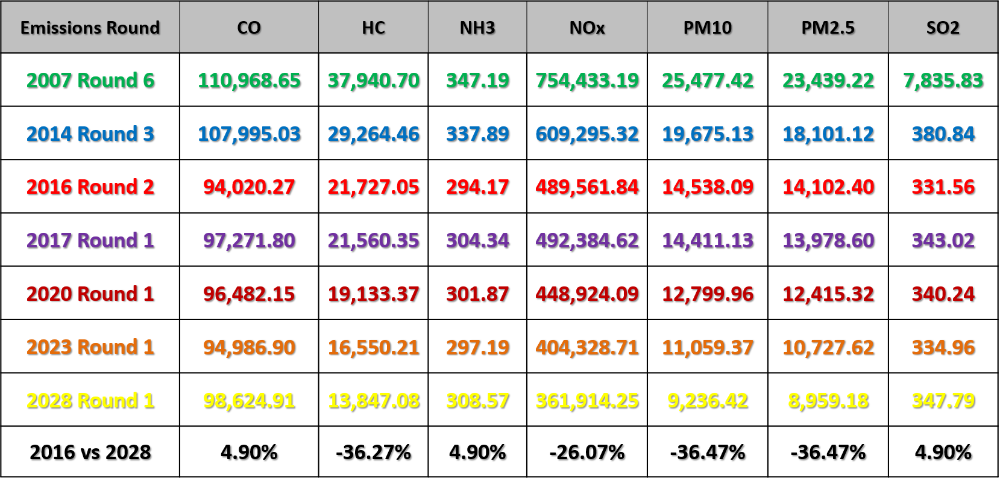 Emissions Round CO HC NH3 NOx PM10 PM2.5 SO2
2007 Round 6 110,968.65 37,940.70 347.19 754,433.19 25,477.42 23,439.22 7,835.83
2014 Round 3 107,995.03 29,264.46 337.89 609,295.32 19,675.13 18,101.12 380.84
2016 Round 2 94,020.27 21,727.05 294.17 489,561.84 14,538.09 14,102.40 331.56
2017 Round 1 97,271.80 21,560.35 304.34 492,384.62 14,411.13 13,978.60 343.02
2020 Round 1 96,482.15 19,133.37 301.87 448,924.09 12,799.96 12,415.32 340.24
2023 Round 1 94,986.90 16,550.21 297.19 404,328.71 11,059.37 10,727.62 334.96
2028 Round 1 98,624.91 13,847.08 308.57 361,914.25 9,236.42 8,959.18 347.79
2016 vs 2028 4.90% -36.27% 4.90% -26.07% -36.47% -36.47% 4.90%